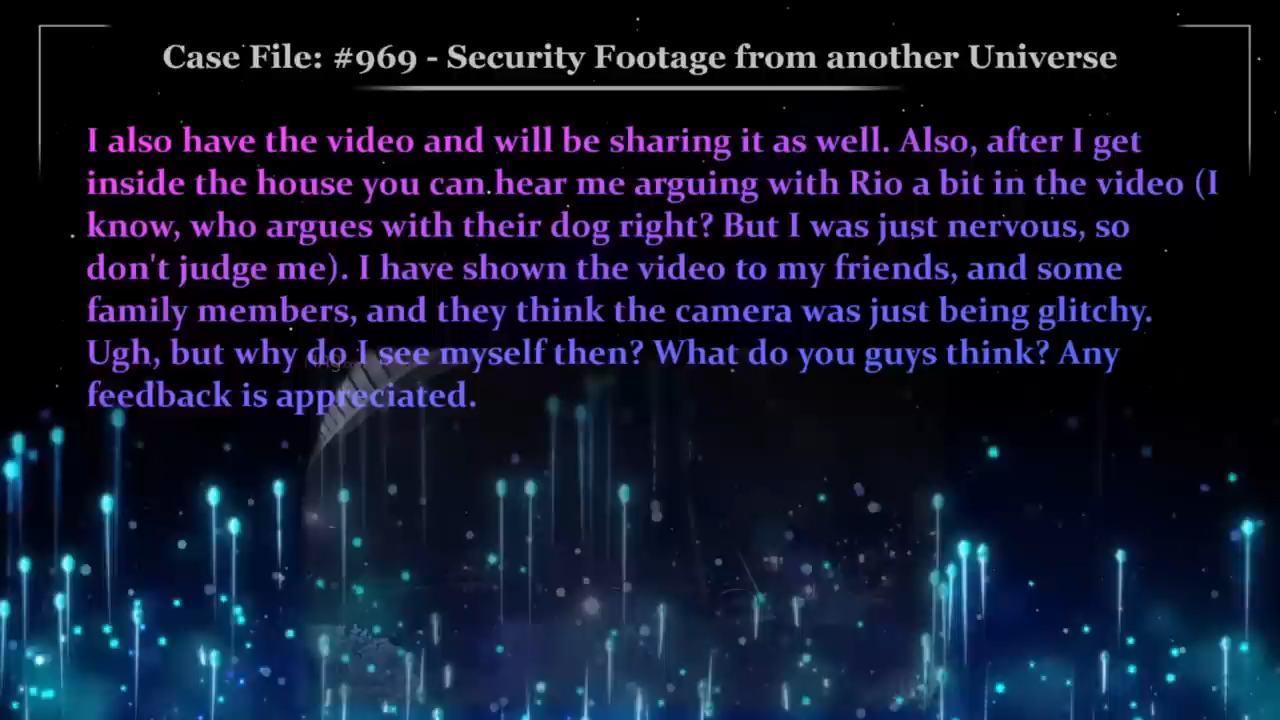 Case File: #969 - Security Footage from another Universe
I also have the video and will be sharing it as well. Also, after I get
inside the house you can hear me arguing with Rio a bit in the video (I
know, who argues with their dog right? But I was just nervous, so
don't judge me). I have shown the video to my friends, and some
family members, and they think the camera was just being glitchy.
Ugh, but why do I see myself then? What do you guys think? Any
feedback is appreciated.